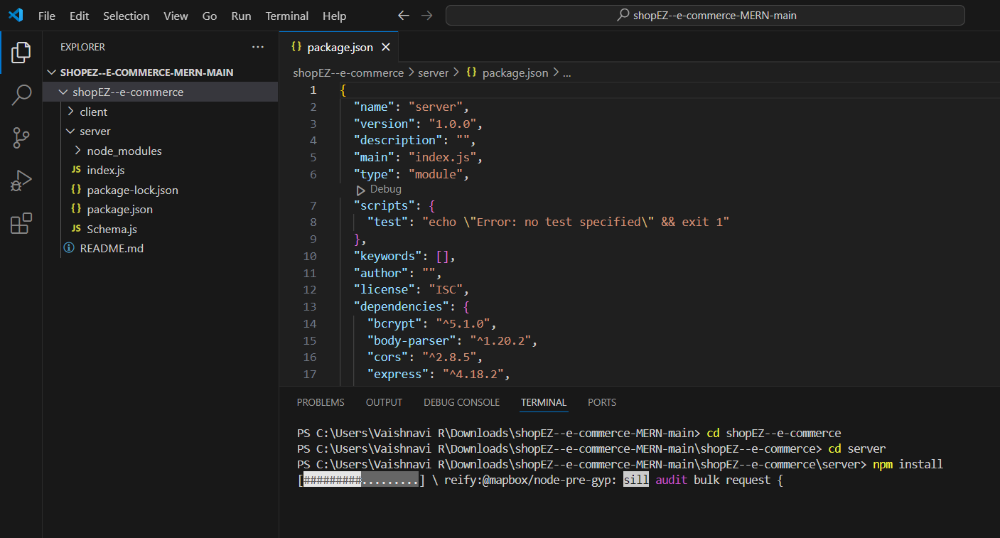 File Edit Selection View Go Run Terminal Help
shopEZ--e-commerce-MERN-main
EXPLORER
SHOPEZ--E-COMMERCE-MERN-MAIN
shopEZ--e-commerce
client
server
node_modules
JS index.js
{} package-lock.json
{} package.json
JS Schema.js
README.md
{} package.json
shopEZ--e-commerce > server > {} package.json > ...
1 {
2 "name": "server",
3 "version": "1.0.0",
4 "description": "",
5 "main": "index.js",
6 "type": "module",
Debug
7 "scripts": {
8 "test": "echo \"Error: no test specified\" && exit 1"
9 },
10 "keywords": [],
11 "author": "",
12 "license": "ISC",
13 "dependencies": {
14 "bcrypt": "^5.1.0",
15 "body-parser": "^1.20.2",
16 "cors": "^2.8.5",
17 "express": "^4.18.2",
PROBLEMS OUTPUT DEBUG CONSOLE TERMINAL PORTS
PS C:\Users\Vaishnavi R\Downloads\shopEZ--e-commerce-MERN-main> cd shopEZ--e-commerce
PS C:\Users\Vaishnavi R\Downloads\shopEZ--e-commerce-MERN-main\shopEZ--e-commerce> cd server
PS C:\Users\Vaishnavi R\Downloads\shopEZ--e-commerce-MERN-main\shopEZ--e-commerce\server> npm install
[#########.........] \ reify:@mapbox/node-pre-gyp: sill audit bulk request {